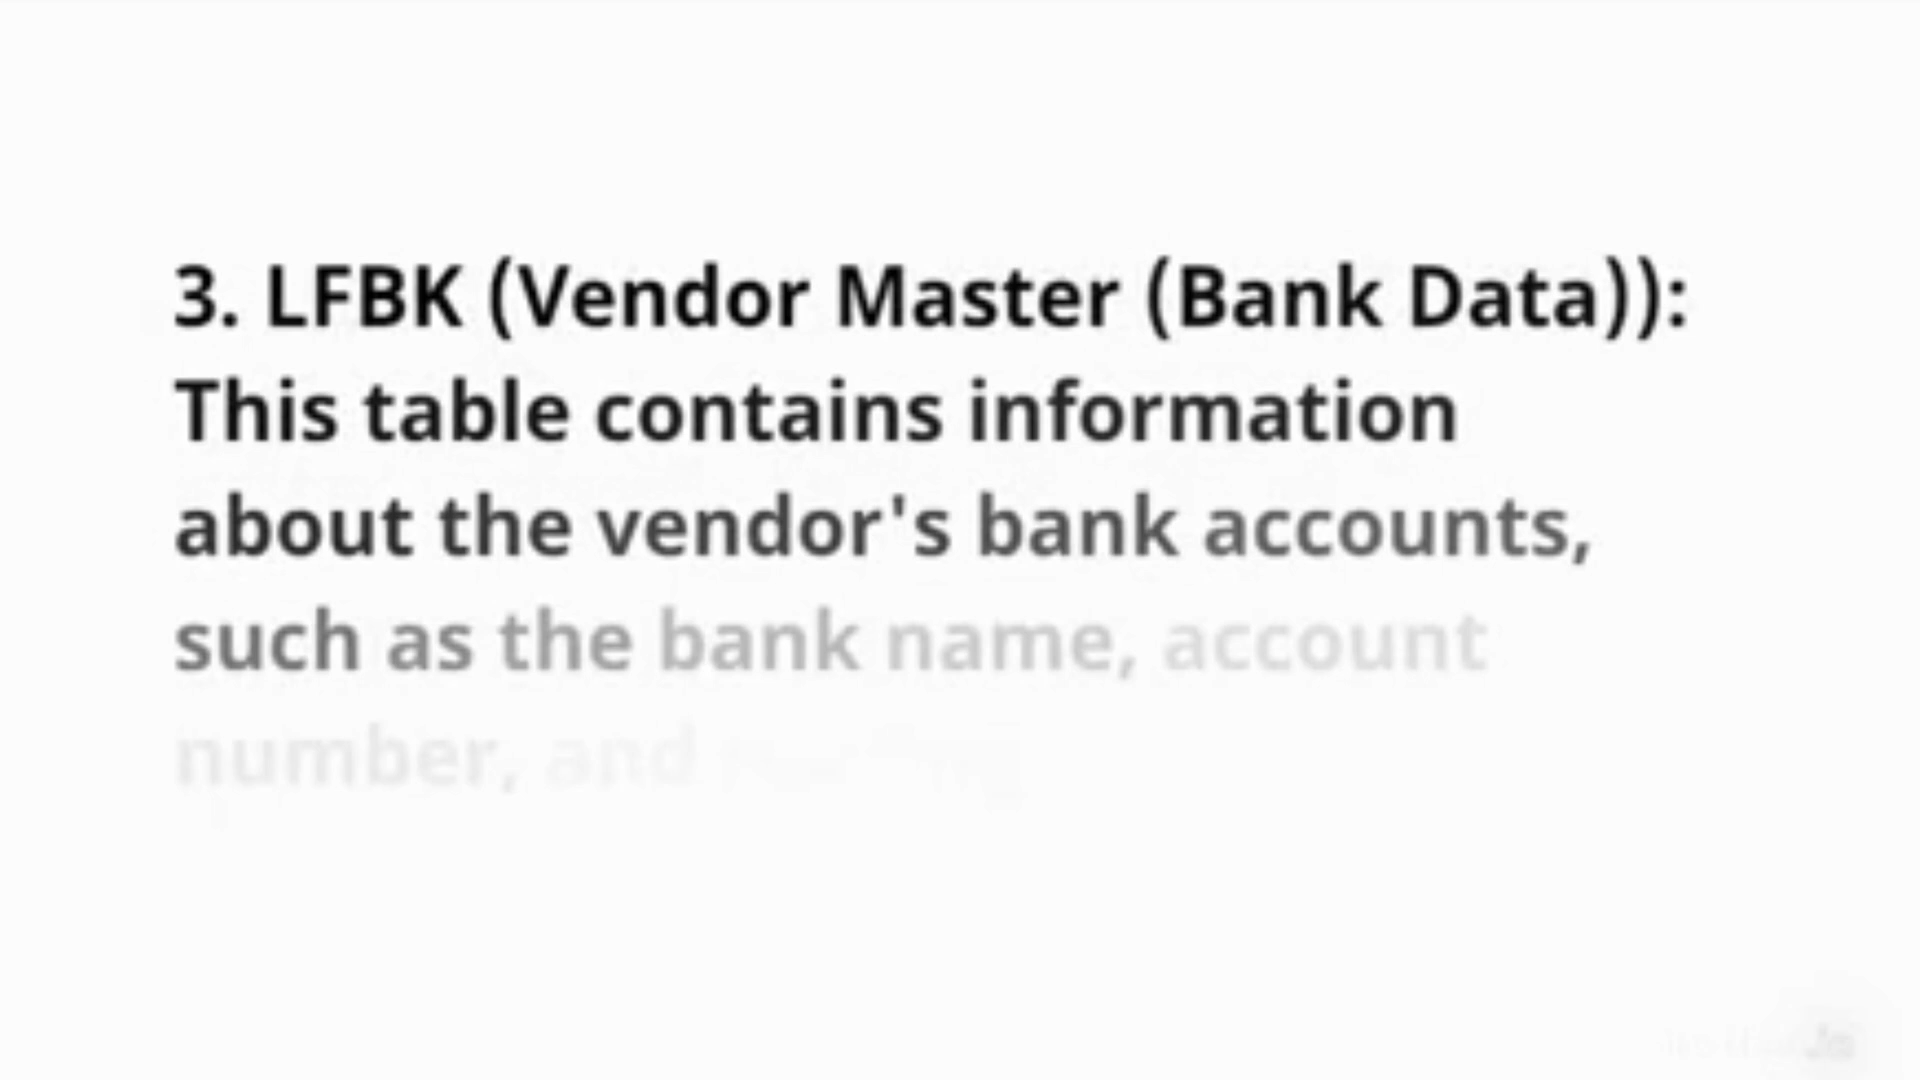 3. LFBK (Vendor Master (Bank Data)):
This table contains information
about the vendor's bank accounts,
such as the bank name, account
number, and